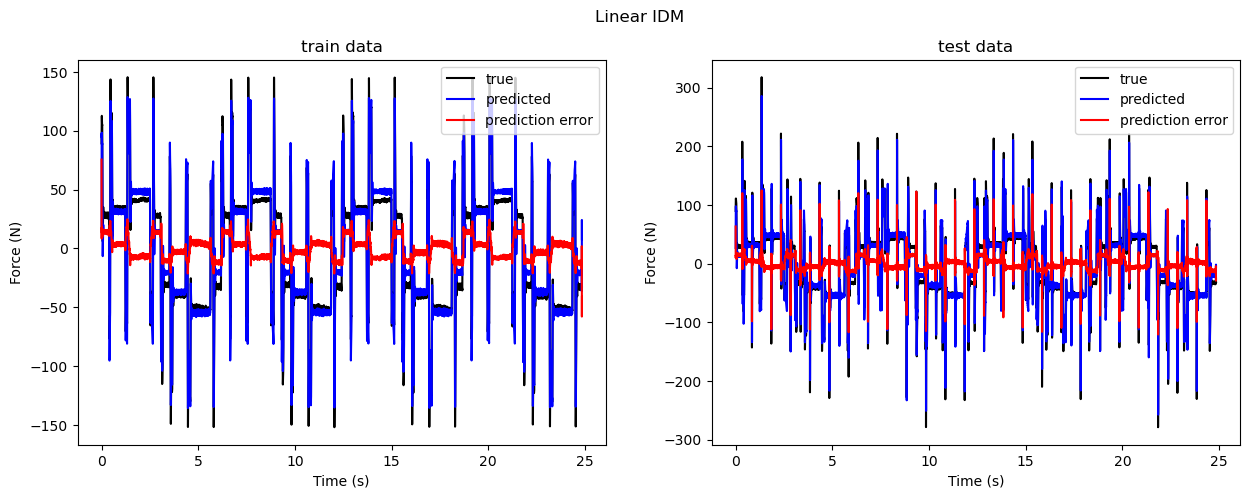 Linear IDM
train data
true
predicted
prediction error
150
100
50
0
−50
−100
−150
Force (N)
0
5
10
15
20
25
Time (s)
test data
true
predicted
prediction error
300
200
100
0
−100
−200
−300
Force (N)
0
5
10
15
20
25
Time (s)